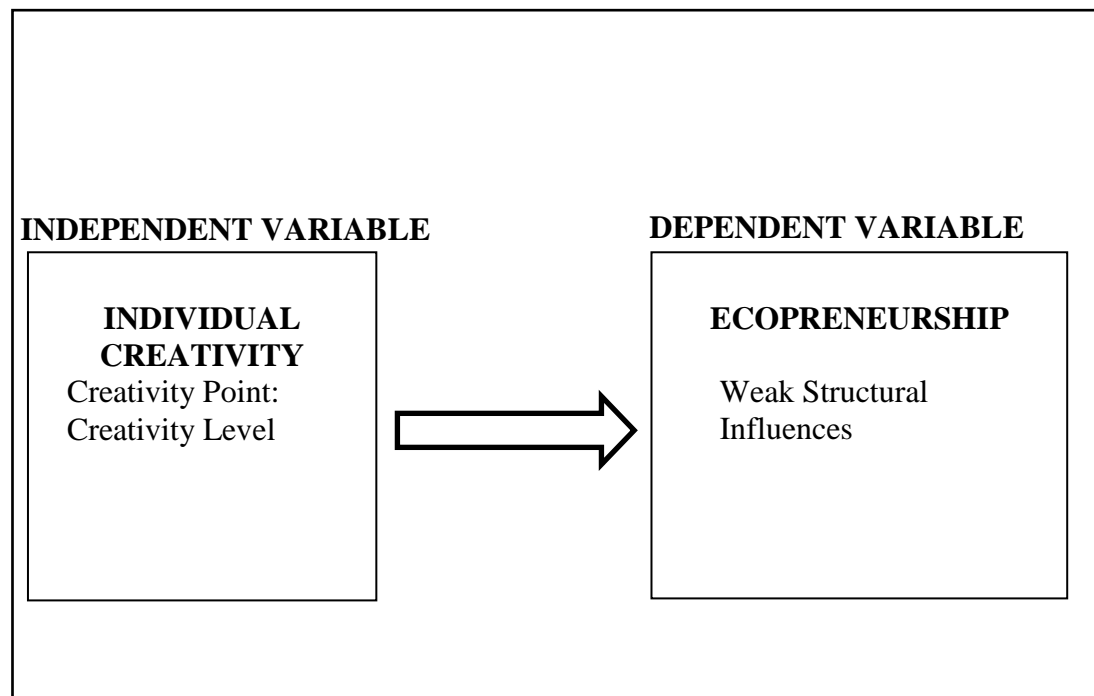 INDEPENDENT VARIABLE
INDIVIDUAL
CREATIVITY
Creativity Point:
Creativity Level
DEPENDENT VARIABLE
ECOPRENEURSHIP
Weak Structural
Influences